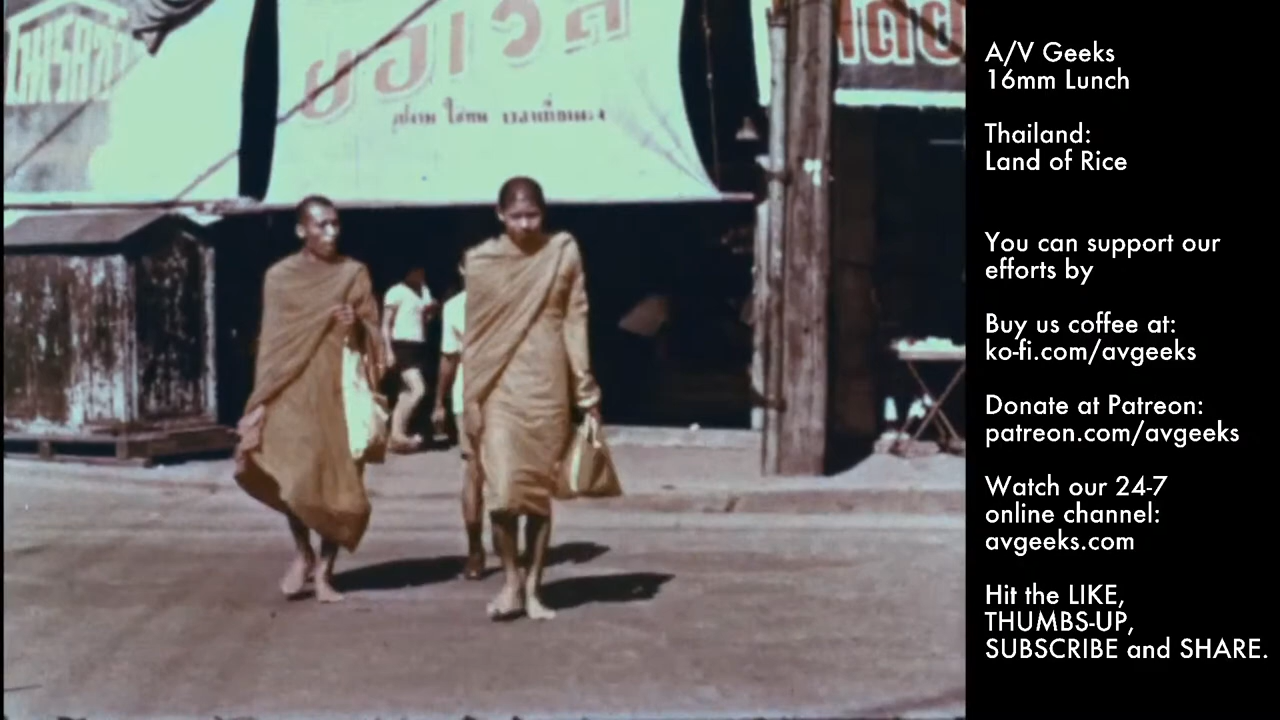 A/V Geeks
16mm Lunch
Thailand:
Land of Rice
You can support our
efforts by
Buy us coffee at:
ko-fi.com/avgeeks
Donate at Patreon:
patreon.com/avgeeks
Watch our 24-7
online channel:
avgeeks.com
Hit the LIKE,
THUMBS-UP,
SUBSCRIBE and SHARE.